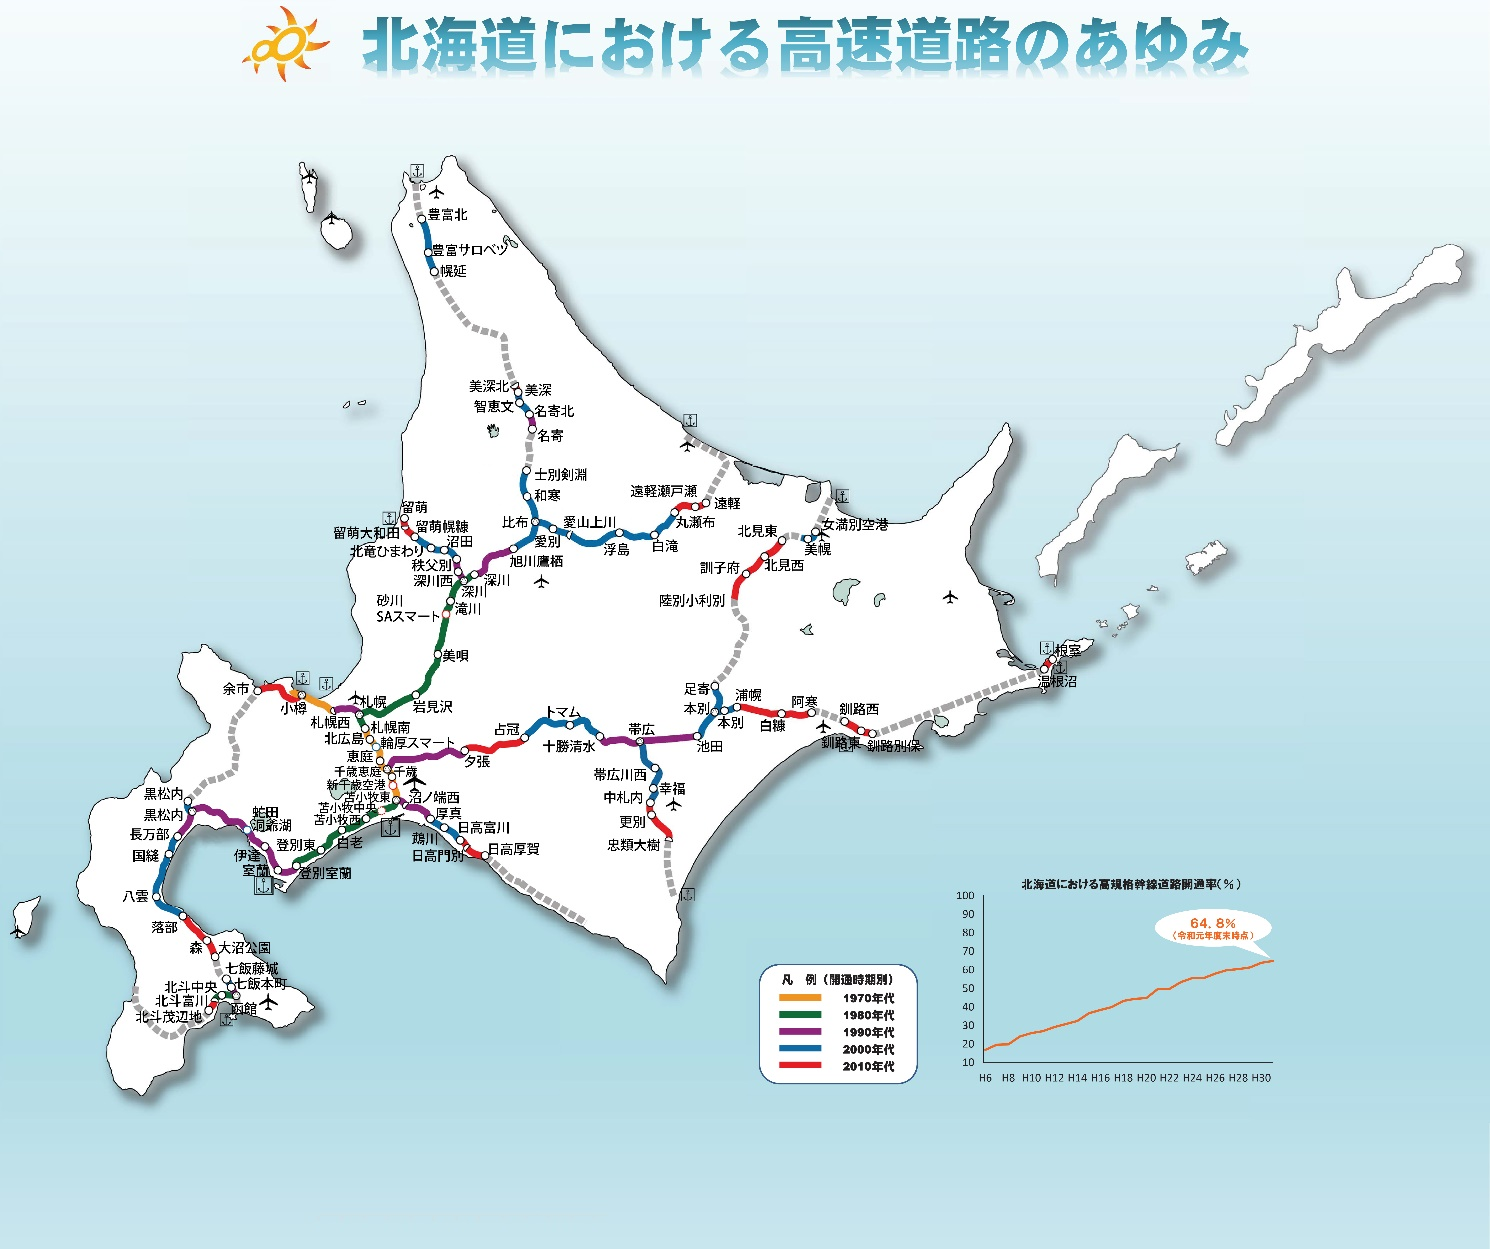 北海道における高速道路のあゆみ
豊富北
豊富サロベツ
幌延
美深北
美深
智恵文
名寄北
名寄
士別剣淵
和寒
遠軽瀬戸瀬
遠軽
留萌
留萌大和田
留萌幌糠
比布
愛山上川
丸瀬布
北見東
女満別空港
沼田
愛別
浮島
白滝
美幌
北竜ひまわり
秩父別
旭川鷹栖
訓子府
北見西
深川西
深川
深川
砂川
SAスマート
滝川
陸別小利別
美唄
根室
温根沼
余市
小樽
札幌
岩見沢
足寄
浦幌
阿寒
釧路西
札幌西
札幌南
占冠
トマム
帯広
本別
本別
白糠
北広島
輪厚スマート
十勝清水
池田
釧路東
釧路別保
恵庭
夕張
千歳恵庭
千歳
帯広川西
新千歳空港
幸福
黒松内
苫小牧東
沼ノ端西
中札内
黒松内
虻田
洞爺湖
苫小牧中央
苫小牧西
厚真
更別
長万部
登別東
白老
鵡川
日高富川
忠類大樹
国縫
伊達
日高門別
日高厚賀
室蘭
登別室蘭
八雲
落部
森
大沼公園
七飯藤城
北斗中央
七飯本町
北斗富川
函館
北斗茂辺地
凡　例（開通時期別）
1970年代
1980年代
1990年代
2000年代
2010年代
北海道における高規格幹線道路開通率(％)
64．8%
（令和元年度末時点）
100
90
80
70
60
50
40
30
20
10
H6 H8 H10 H12 H14 H16 H18 H20 H22 H24 H26 H28 H30